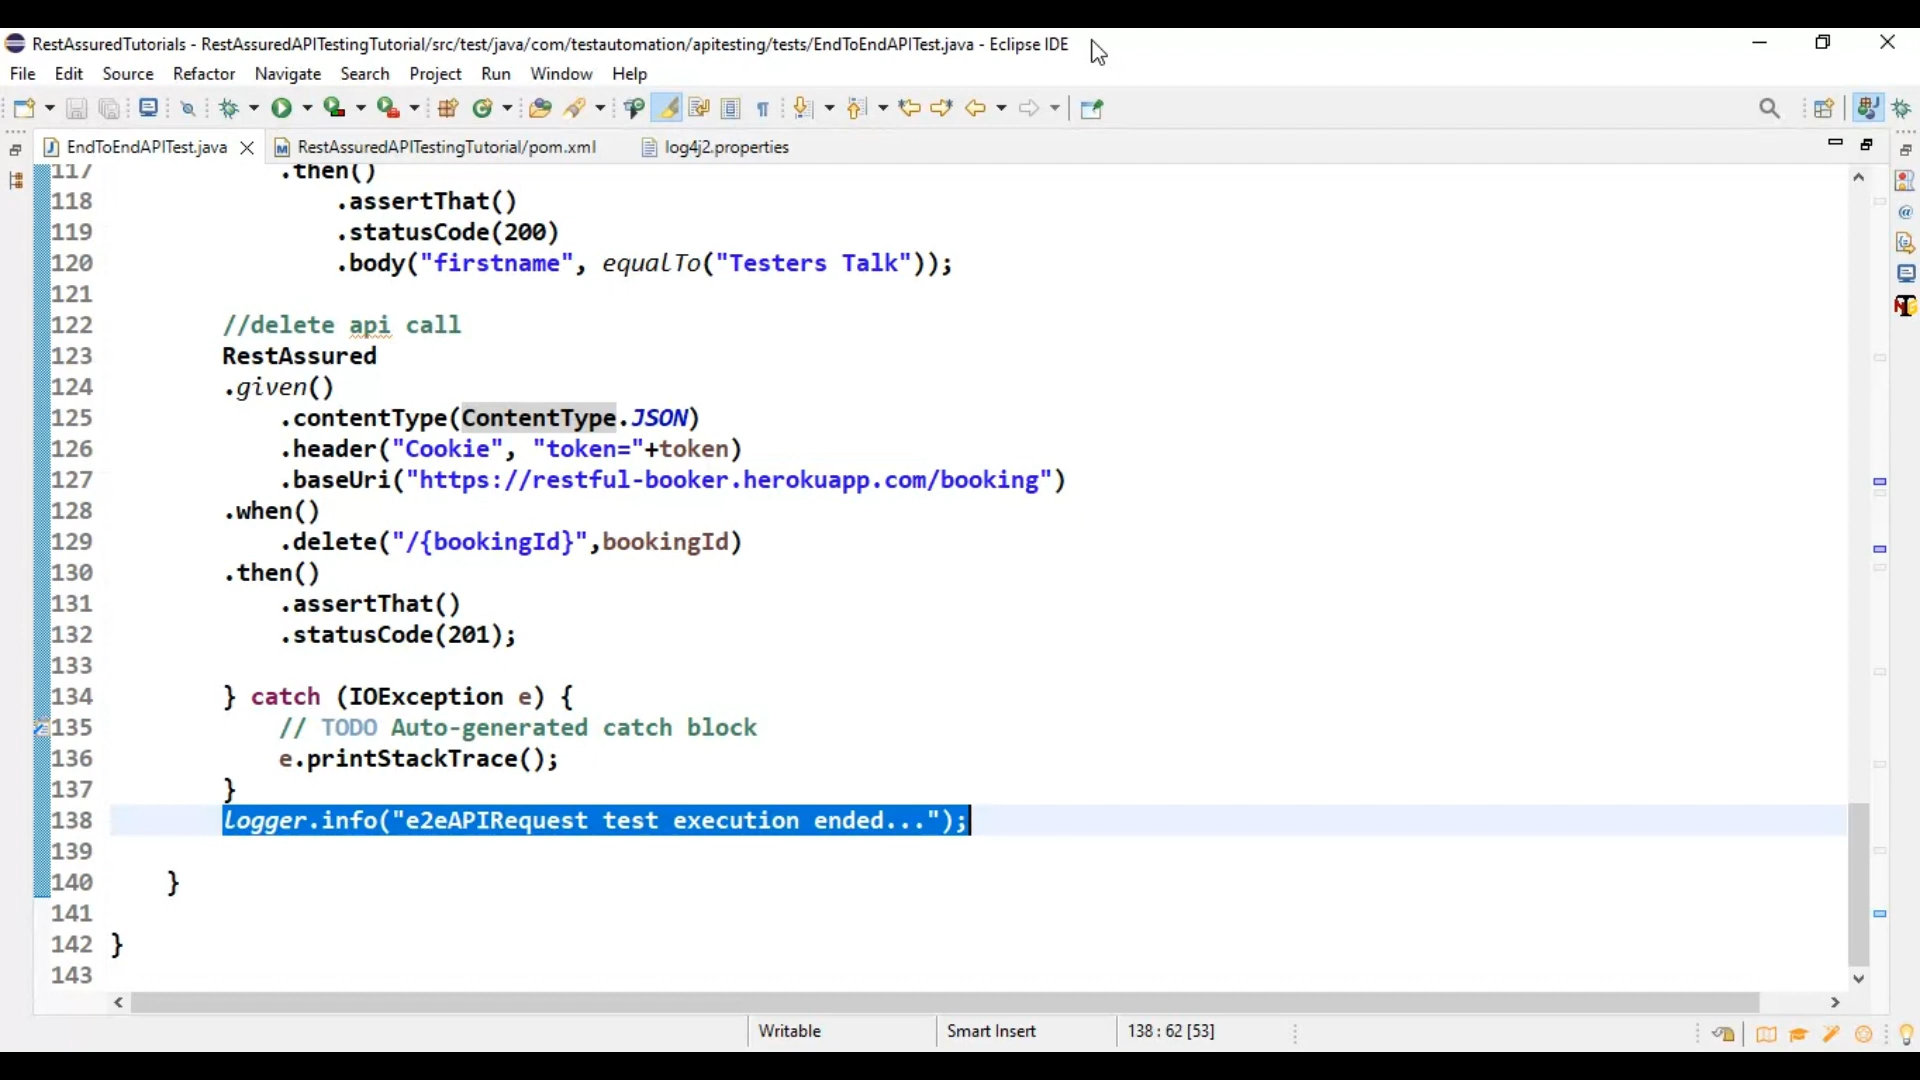 RestAssuredTutorials - RestAssuredAPITestingTutorial/src/test/java/com/testautomation/apitesting/tests/EndToEndAPITest.java - Eclipse IDE
File Edit Source Refactor Navigate Search Project Run Window Help
EndToEndAPITest.java RestAssuredAPITestingTutorial/pom.xml log4j2.properties
117 .then()
118 .assertThat()
119 .statusCode(200)
120 .body("firstname", equalTo("Testers Talk"));
121
122 //delete api call
123 RestAssured
124 .given()
125 .contentType(ContentType.JSON)
126 .header("Cookie", "token="+token)
127 .baseUri("https://restful-booker.herokuapp.com/booking")
128 .when()
129 .delete("/{bookingId}",bookingId)
130 .then()
131 .assertThat()
132 .statusCode(201);
133
134 } catch (IOException e) {
135 // TODO Auto-generated catch block
136 e.printStackTrace();
137 }
138 logger.info("e2eAPIRequest test execution ended...");
139
140 }
141
142 }
143
Writable Smart Insert 138 : 62 [53]